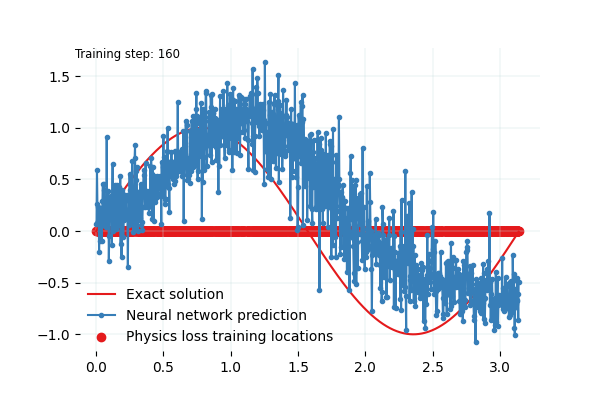 Training step: 160
1.5
1.0
0.5
0.0
−0.5
−1.0
Exact solution
Neural network prediction
Physics loss training locations
0.0 0.5 1.0 1.5 2.0 2.5 3.0